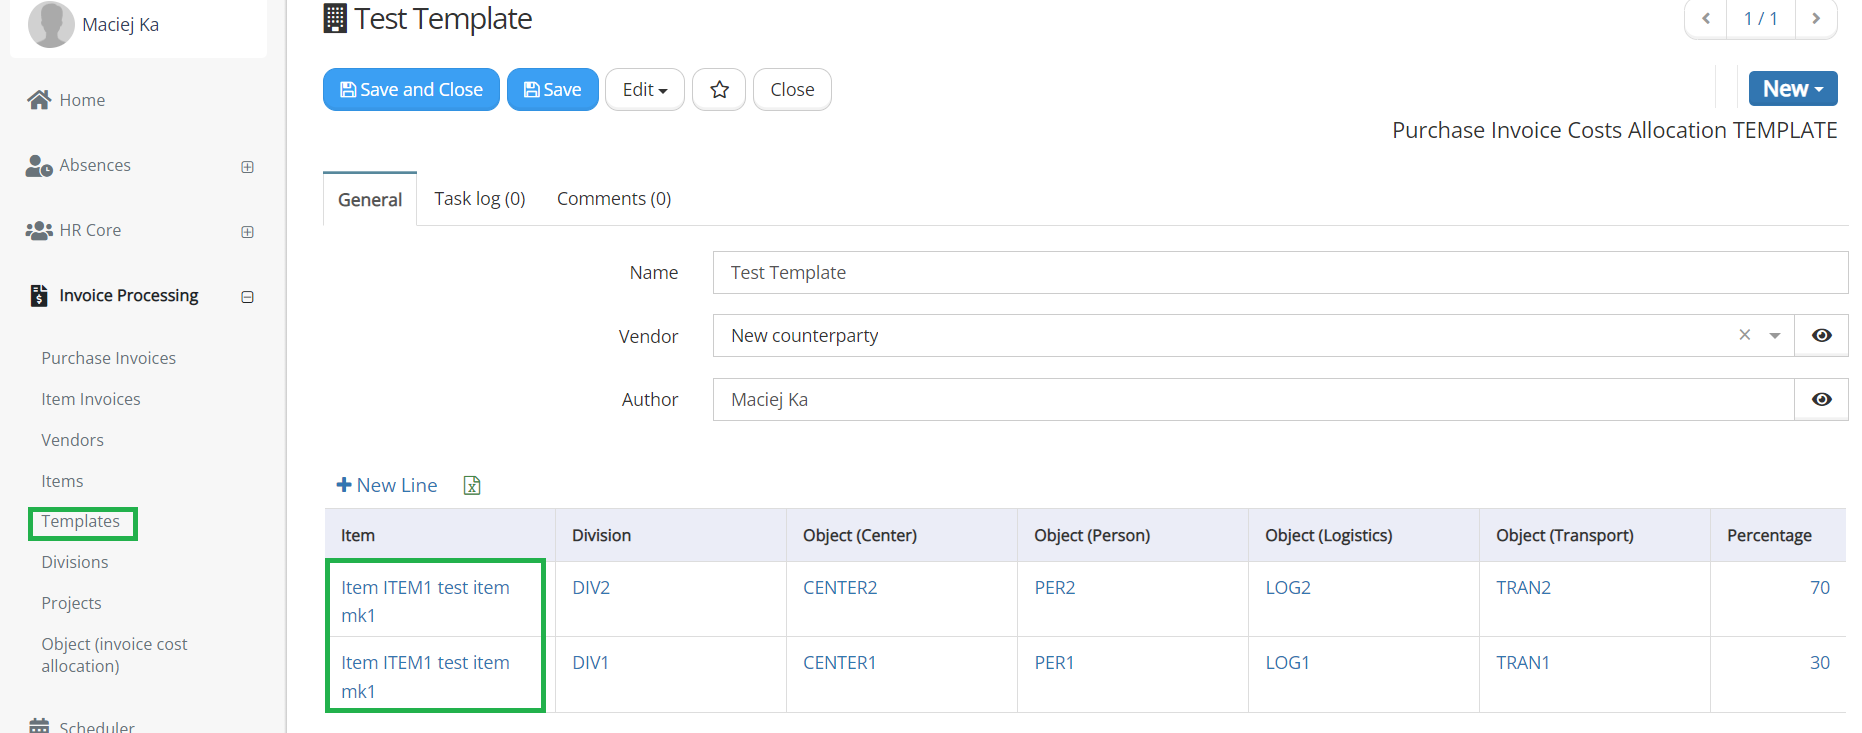 Maciej Ka
Home
Absences
HR Core
Invoice Processing
Purchase Invoices
Item Invoices
Vendors
Items
Templates
Divisions
Projects
Object (invoice cost
allocation)
Scheduler
Test Template
1 / 1
Save and Close
Save
Edit
Close
New
Purchase Invoice Costs Allocation TEMPLATE
General
Task log (0)
Comments (0)
Name
Test Template
Vendor
New counterparty
Author
Maciej Ka
New Line
Item
Division
Object (Center)
Object (Person)
Object (Logistics)
Object (Transport)
Percentage
Item ITEM1 test item
mk1
DIV2
CENTER2
PER2
LOG2
TRAN2
70
Item ITEM1 test item
mk1
DIV1
CENTER1
PER1
LOG1
TRAN1
30